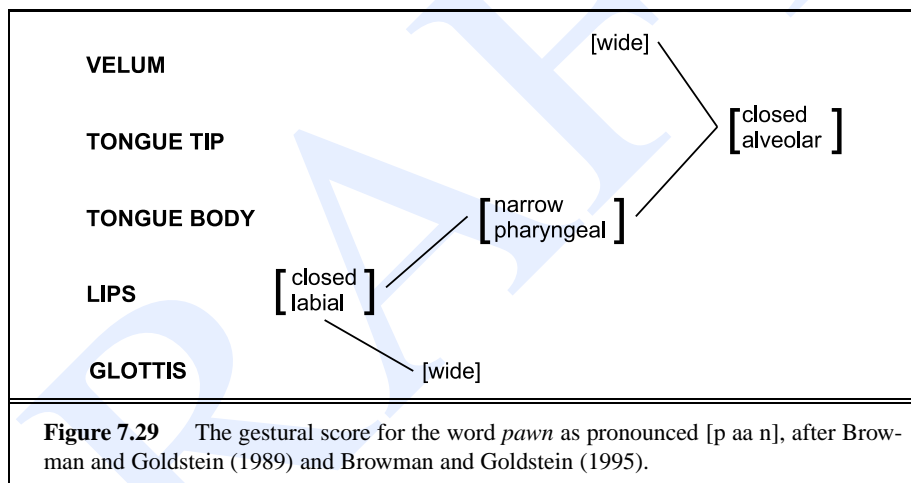 [wide]
VELUM
[closed
alveolar]
TONGUE TIP
[narrow
pharyngeal]
TONGUE BODY
[closed
labial]
LIPS
GLOTTIS [wide]
Figure 7.29 The gestural score for the word pawn as pronounced [p aa n], after Brow-
man and Goldstein (1989) and Browman and Goldstein (1995).